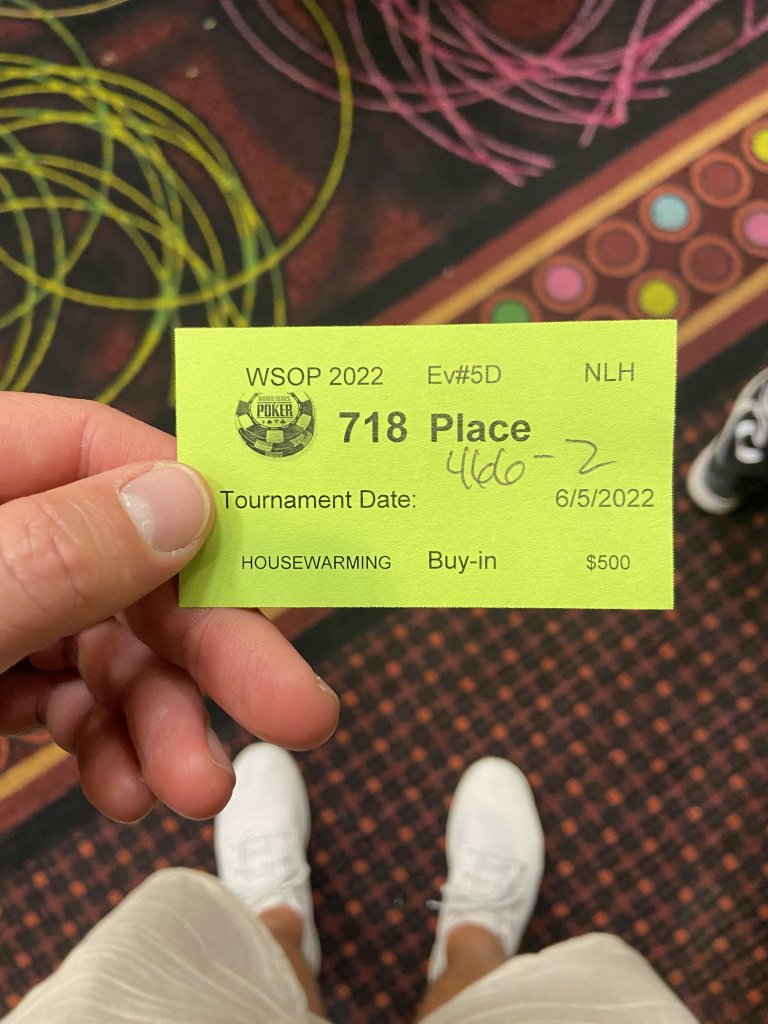 WSOP 2022 Ev#5D NLH
WORLD SERIES
POKER
718 Place
466-2
Tournament Date: 6/5/2022
HOUSEWARMING Buy-in $500